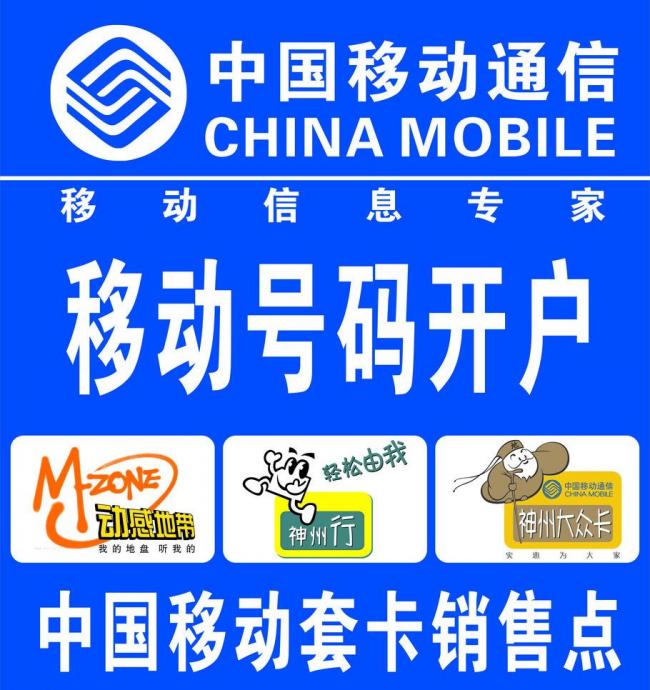 中国移动通信
CHINA MOBILE
移动信息专家
移动号码开户
M-ZONE
动感地带
我的地盘 听我的
轻松由我
神州行
中国移动通信
CHINA MOBILE
神州大众卡
实惠为大家
中国移动套卡销售点